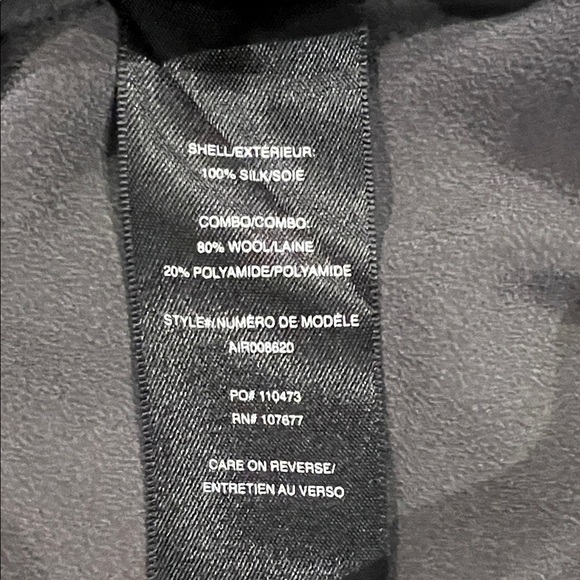 SHELL/EXTÉRIEUR:
100% SILK/SOIE
COMBO/COMBO:
80% WOOL/LAINE
20% POLYAMIDE/POLYAMIDE
STYLE#/NUMÉRO DE MODÈLE
AIR008620
PO# 110473
RN# 107677
CARE ON REVERSE/
ENTRETIEN AU VERSO